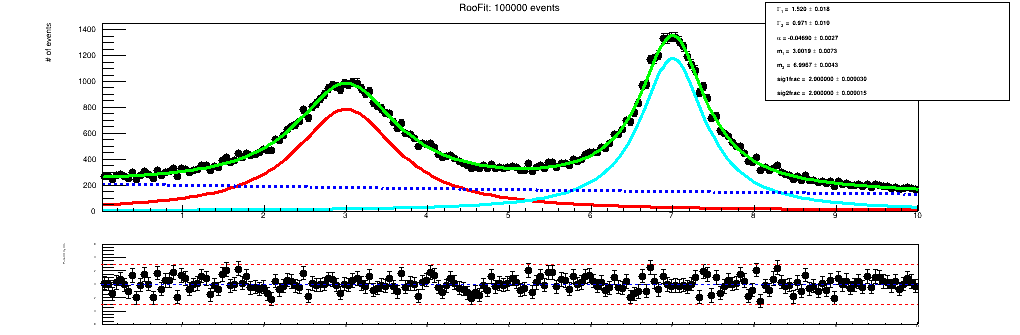 RooFit: 100000 events
Γ₁ = 1.520 ± 0.018
Γ₂ = 0.971 ± 0.010
α = -0.04690 ± 0.0027
m₁ = 3.0019 ± 0.0073
m₂ = 6.9967 ± 0.0043
sig1frac = 2.000000 ± 0.000030
sig2frac = 2.000000 ± 0.000015
# of events
1400
1200
1000
800
600
400
200
0
1 2 3 4 5 6 7 8 9 10